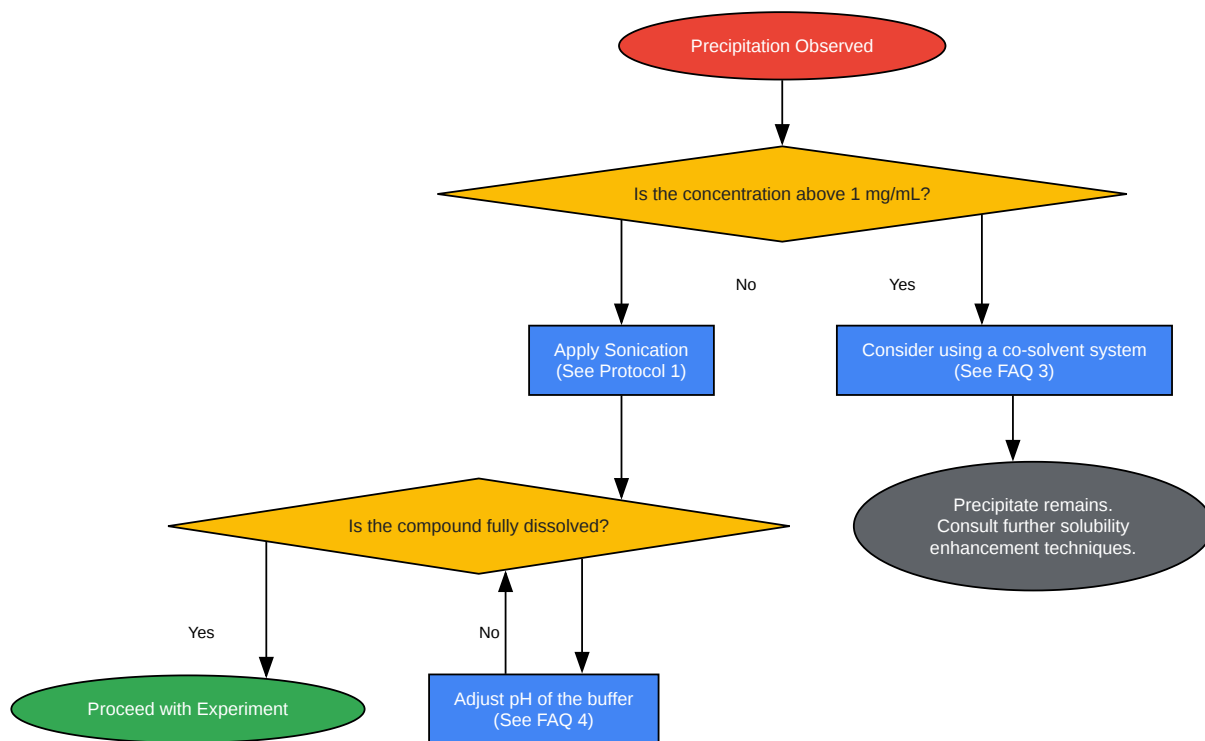 Precipitation Observed
Is the concentration above 1 mg/mL?
No
Yes
Apply Sonication
(See Protocol 1)
Consider using a co-solvent system
(See FAQ 3)
Precipitate remains.
Consult further solubility
enhancement techniques.
Is the compound fully dissolved?
Yes
No
Proceed with Experiment
Adjust pH of the buffer
(See FAQ 4)